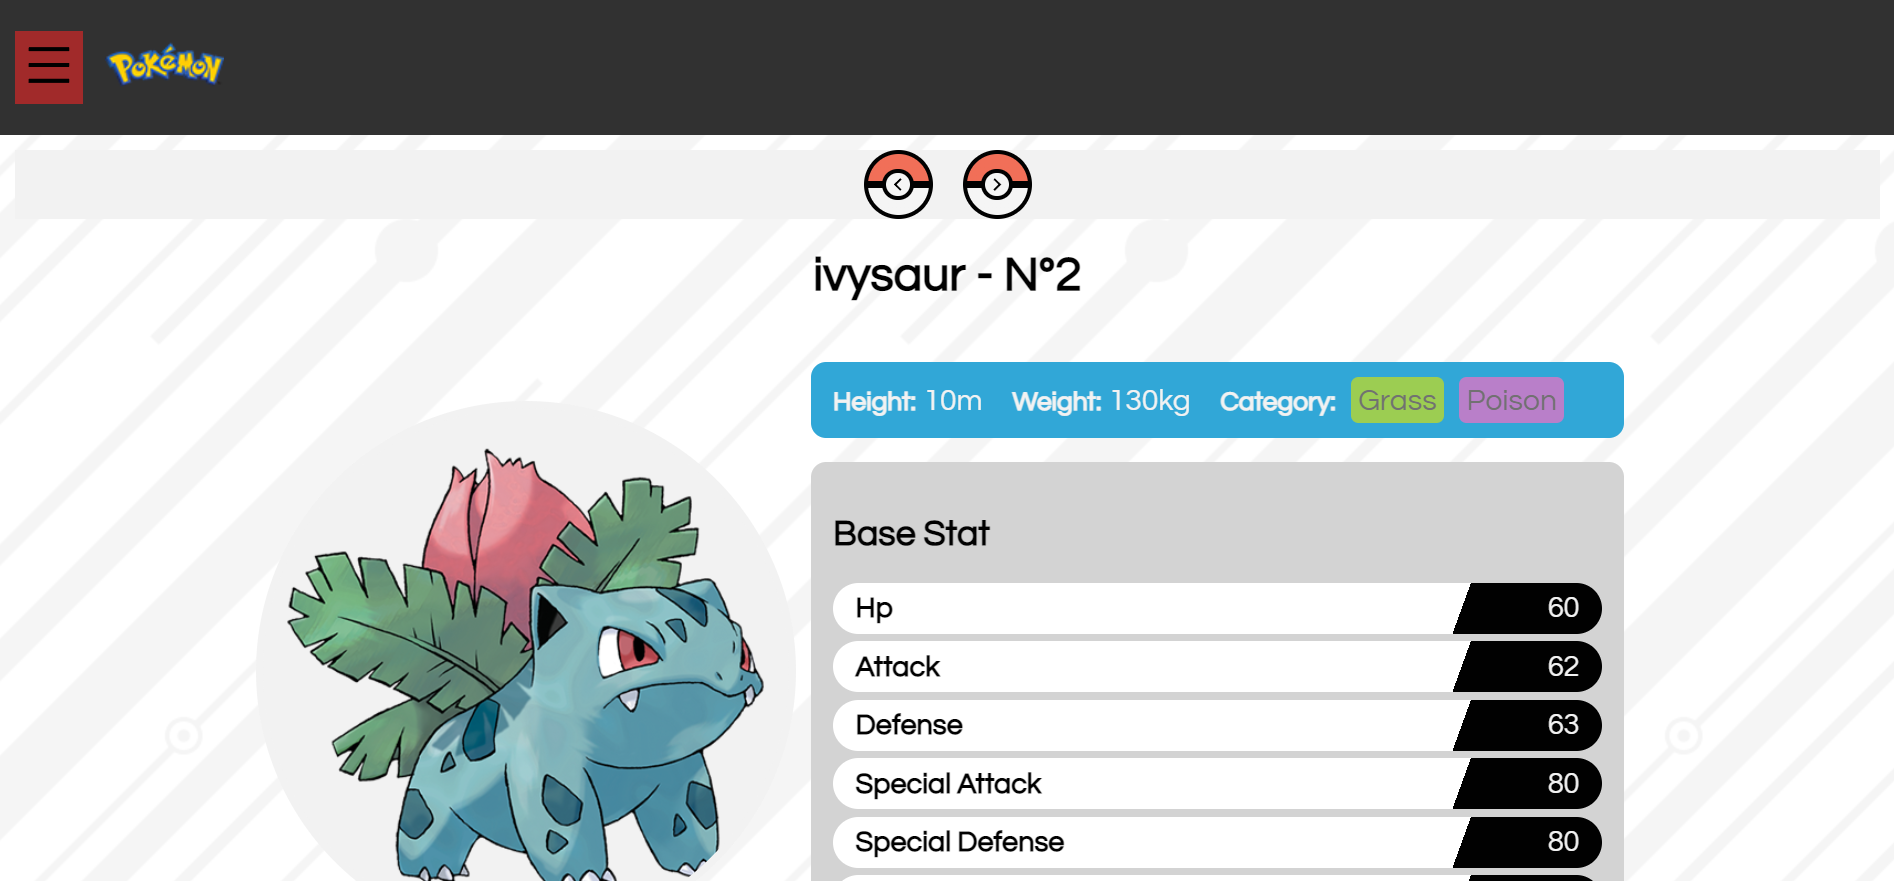 POKéMON
ivysaur - N°2
Height: 10m Weight: 130kg Category: Grass Poison
Base Stat
Hp 60
Attack 62
Defense 63
Special Attack 80
Special Defense 80